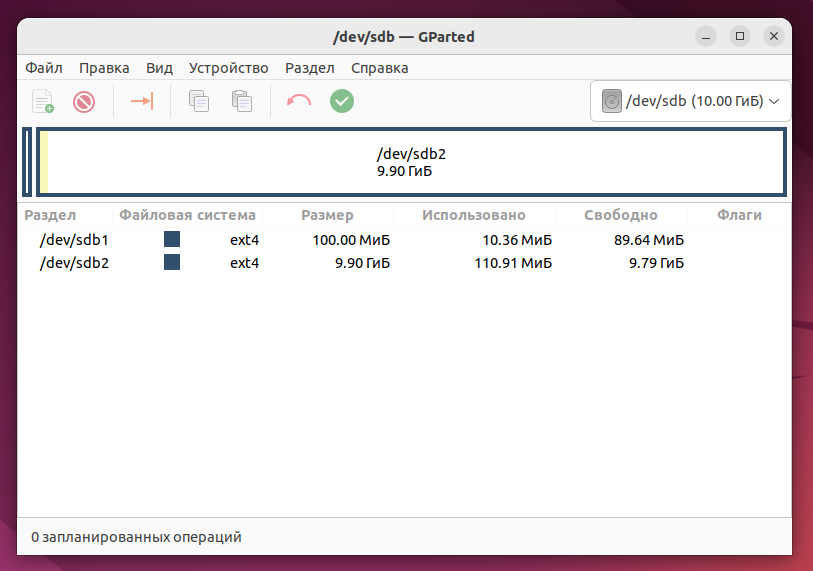 /dev/sdb — GParted
Файл Правка Вид Устройство Раздел Справка
/dev/sdb (10.00 ГиБ)
/dev/sdb2
9.90 ГиБ
Раздел Файловая система Размер Использовано Свободно Флаги
/dev/sdb1 ext4 100.00 МиБ 10.36 МиБ 89.64 МиБ
/dev/sdb2 ext4 9.90 ГиБ 110.91 МиБ 9.79 ГиБ
0 запланированных операций